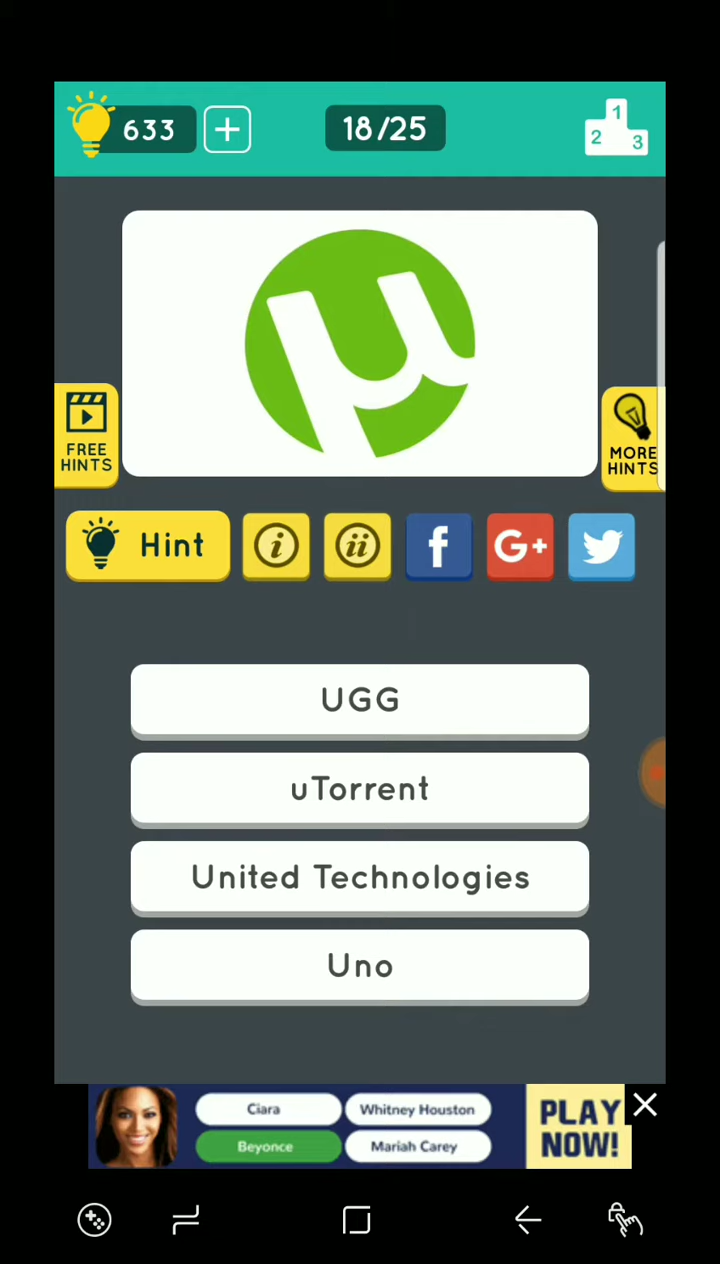 633 + 18/25 1 2 3
µ
FREE
HINTS
MORE
HINTS
Hint i ii f G+
UGG
uTorrent
United Technologies
Uno
Ciara Whitney Houston
Beyonce Mariah Carey
PLAY
NOW!